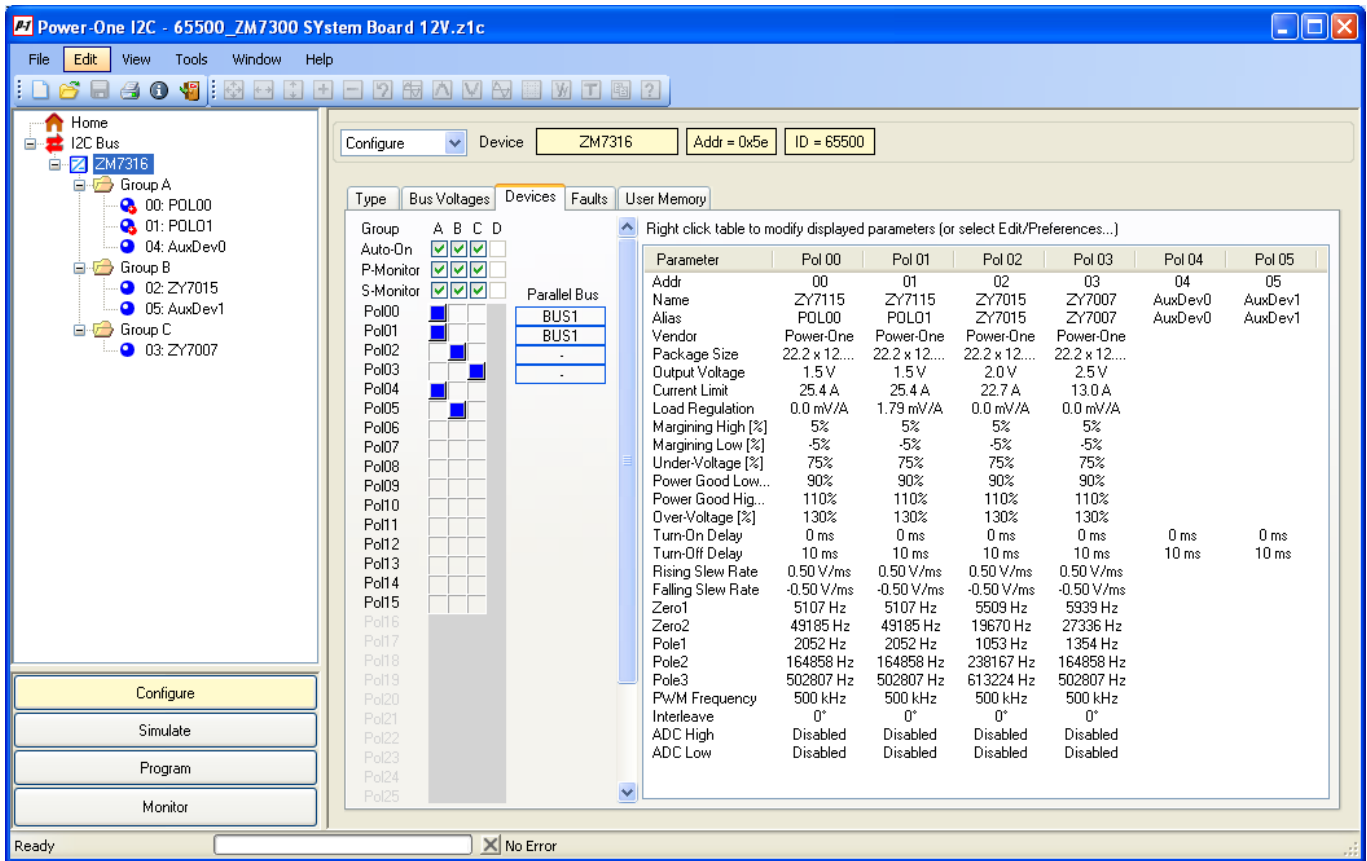 Power-One I2C - 65500_ZM7300 SYstem Board 12V.z1c
File Edit View Tools Window Help
Home
I2C Bus
ZM7316
Group A
00: POL00
01: POL01
04: AuxDev0
Group B
02: ZY7015
05: AuxDev1
Group C
03: ZY7007
Configure
Simulate
Program
Monitor
Configure Device ZM7316 Addr = 0x5e ID = 65500
Type Bus Voltages Devices Faults User Memory
Group A B C D
Auto-On
P-Monitor
S-Monitor Parallel Bus
Pol00 BUS1
Pol01 BUS1
Pol02 -
Pol03 -
Pol04
Pol05
Pol06
Pol07
Pol08
Pol09
Pol10
Pol11
Pol12
Pol13
Pol14
Pol15
Pol16
Pol17
Pol18
Pol19
Pol20
Pol21
Pol22
Pol23
Pol24
Pol25
Right click table to modify displayed parameters (or select Edit/Preferences...)
Parameter Pol 00 Pol 01 Pol 02 Pol 03 Pol 04 Pol 05
Addr 00 01 02 03 04 05
Name ZY7115 ZY7115 ZY7015 ZY7007 AuxDev0 AuxDev1
Alias POL00 POL01 ZY7015 ZY7007 AuxDev0 AuxDev1
Vendor Power-One Power-One Power-One Power-One
Package Size 22.2 x 12.... 22.2 x 12.... 22.2 x 12.... 22.2 x 12....
Output Voltage 1.5 V 1.5 V 2.0 V 2.5 V
Current Limit 25.4 A 25.4 A 22.7 A 13.0 A
Load Regulation 0.0 mV/A 1.79 mV/A 0.0 mV/A 0.0 mV/A
Margining High [%] 5% 5% 5% 5%
Margining Low [%] -5% -5% -5% -5%
Under-Voltage [%] 75% 75% 75% 75%
Power Good Low... 90% 90% 90% 90%
Power Good Hig... 110% 110% 110% 110%
Over-Voltage [%] 130% 130% 130% 130%
Turn-On Delay 0 ms 0 ms 0 ms 0 ms 0 ms 0 ms
Turn-Off Delay 10 ms 10 ms 10 ms 10 ms 10 ms 10 ms
Rising Slew Rate 0.50 V/ms 0.50 V/ms 0.50 V/ms 0.50 V/ms
Falling Slew Rate -0.50 V/ms -0.50 V/ms -0.50 V/ms -0.50 V/ms
Zero1 5107 Hz 5107 Hz 5509 Hz 5939 Hz
Zero2 49185 Hz 49185 Hz 19670 Hz 27336 Hz
Pole1 2052 Hz 2052 Hz 1053 Hz 1354 Hz
Pole2 164858 Hz 164858 Hz 238167 Hz 164858 Hz
Pole3 502807 Hz 502807 Hz 613224 Hz 502807 Hz
PWM Frequency 500 kHz 500 kHz 500 kHz 500 kHz
Interleave 0° 0° 0° 0°
ADC High Disabled Disabled Disabled Disabled
ADC Low Disabled Disabled Disabled Disabled
Ready No Error